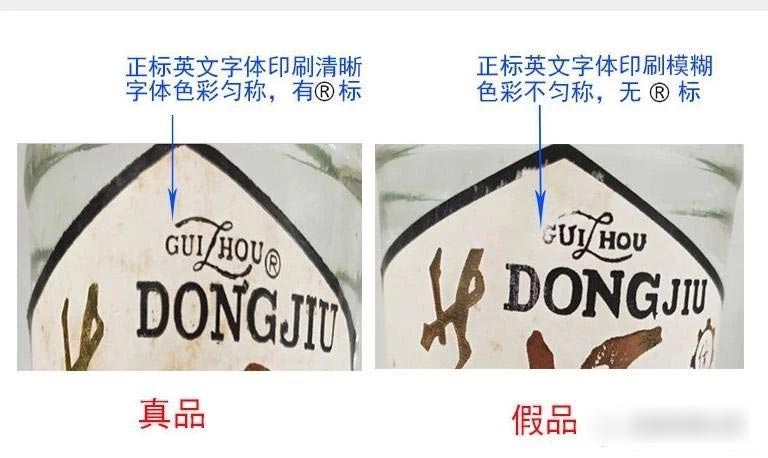 正标英文字体印刷清晰
字体色彩匀称，有®标
正标英文字体印刷模糊
色彩不匀称，无 ® 标
GUIZHOU®
DONGJIU
GUIZHOU
DONGJIU
真品
假品